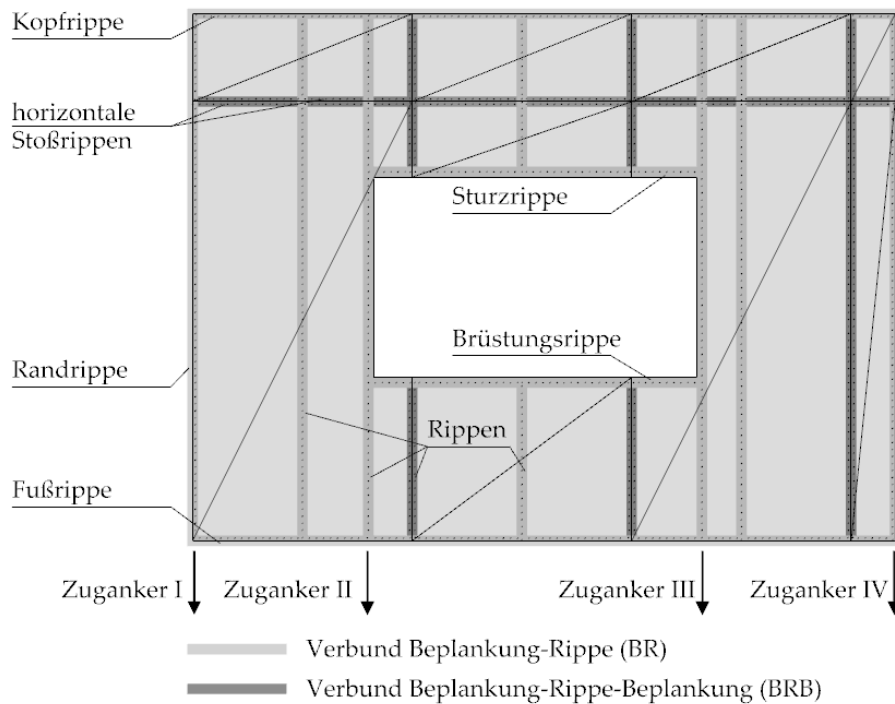 Kopfrippe
horizontale
Stoßrippen
Sturzrippe
Brüstungsrippe
Randrippe
Rippen
Fußrippe
Zuganker I
Zuganker II
Zuganker III
Zuganker IV
Verbund Beplankung-Rippe (BR)
Verbund Beplankung-Rippe-Beplankung (BRB)